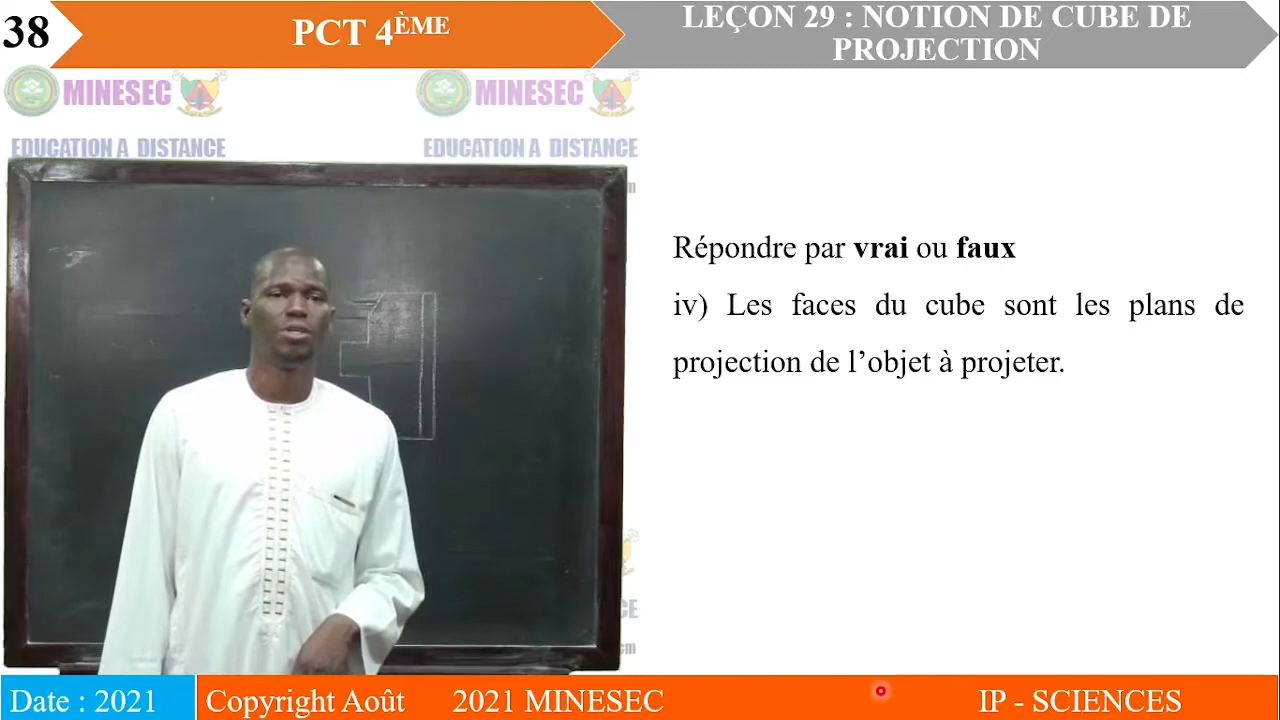 38
PCT 4ÈME
LEÇON 29 : NOTION DE CUBE DE
PROJECTION
MINESEC
MINESEC
EDUCATION A DISTANCE
EDUCATION A DISTANCE
Répondre par vrai ou faux
iv) Les faces du cube sont les plans de
projection de l’objet à projeter.
Date : 2021
Copyright Août 2021 MINESEC
IP - SCIENCES